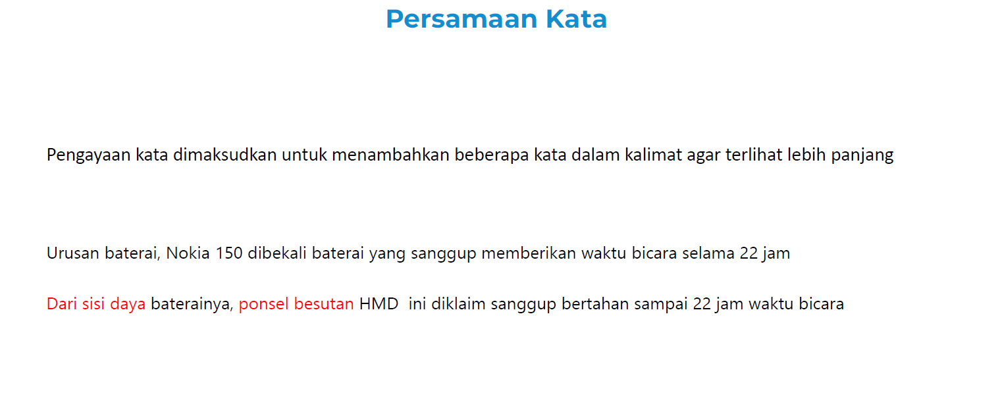 Persamaan Kata
Pengayaan kata dimaksudkan untuk menambahkan beberapa kata dalam kalimat agar terlihat lebih panjang
Urusan baterai, Nokia 150 dibekali baterai yang sanggup memberikan waktu bicara selama 22 jam
Dari sisi daya baterainya, ponsel besutan HMD  ini diklaim sanggup bertahan sampai 22 jam waktu bicara